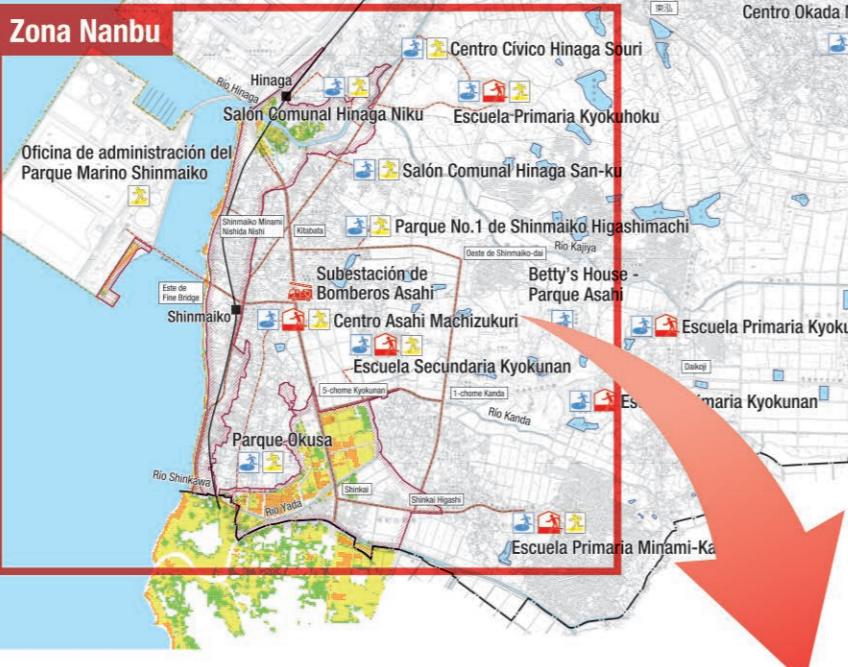 Zona Nanbu
東弘
Centro Okada
Centro Cívico Hinaga Souri
Hinaga
Río Hinaga
Salón Comunal Hinaga Niku
Escuela Primaria Kyokuhoku
Oficina de administración del
Parque Marino Shinmaiko
Salón Comunal Hinaga San-ku
Shinmaiko Minami
Nishida Nishi
Kitabata
Parque No.1 de Shinmaiko Higashimachi
Río Kajiya
Oeste de Shinmaiko-dai
Subestación de
Bomberos Asahi
Betty's House -
Parque Asahi
Este de
Fine Bridge
Shinmaiko
Centro Asahi Machizukuri
Escuela Primaria Kyoku
Escuela Secundaria Kyokunan
Daikoji
5-chome Kyokunan
1-chome Kanda
Es maria Kyokunan
Río Kanda
Parque Okusa
Río Shinkawa
Shinkai
Shinkai Higashi
Río Yada
Escuela Primaria Minami-Ka